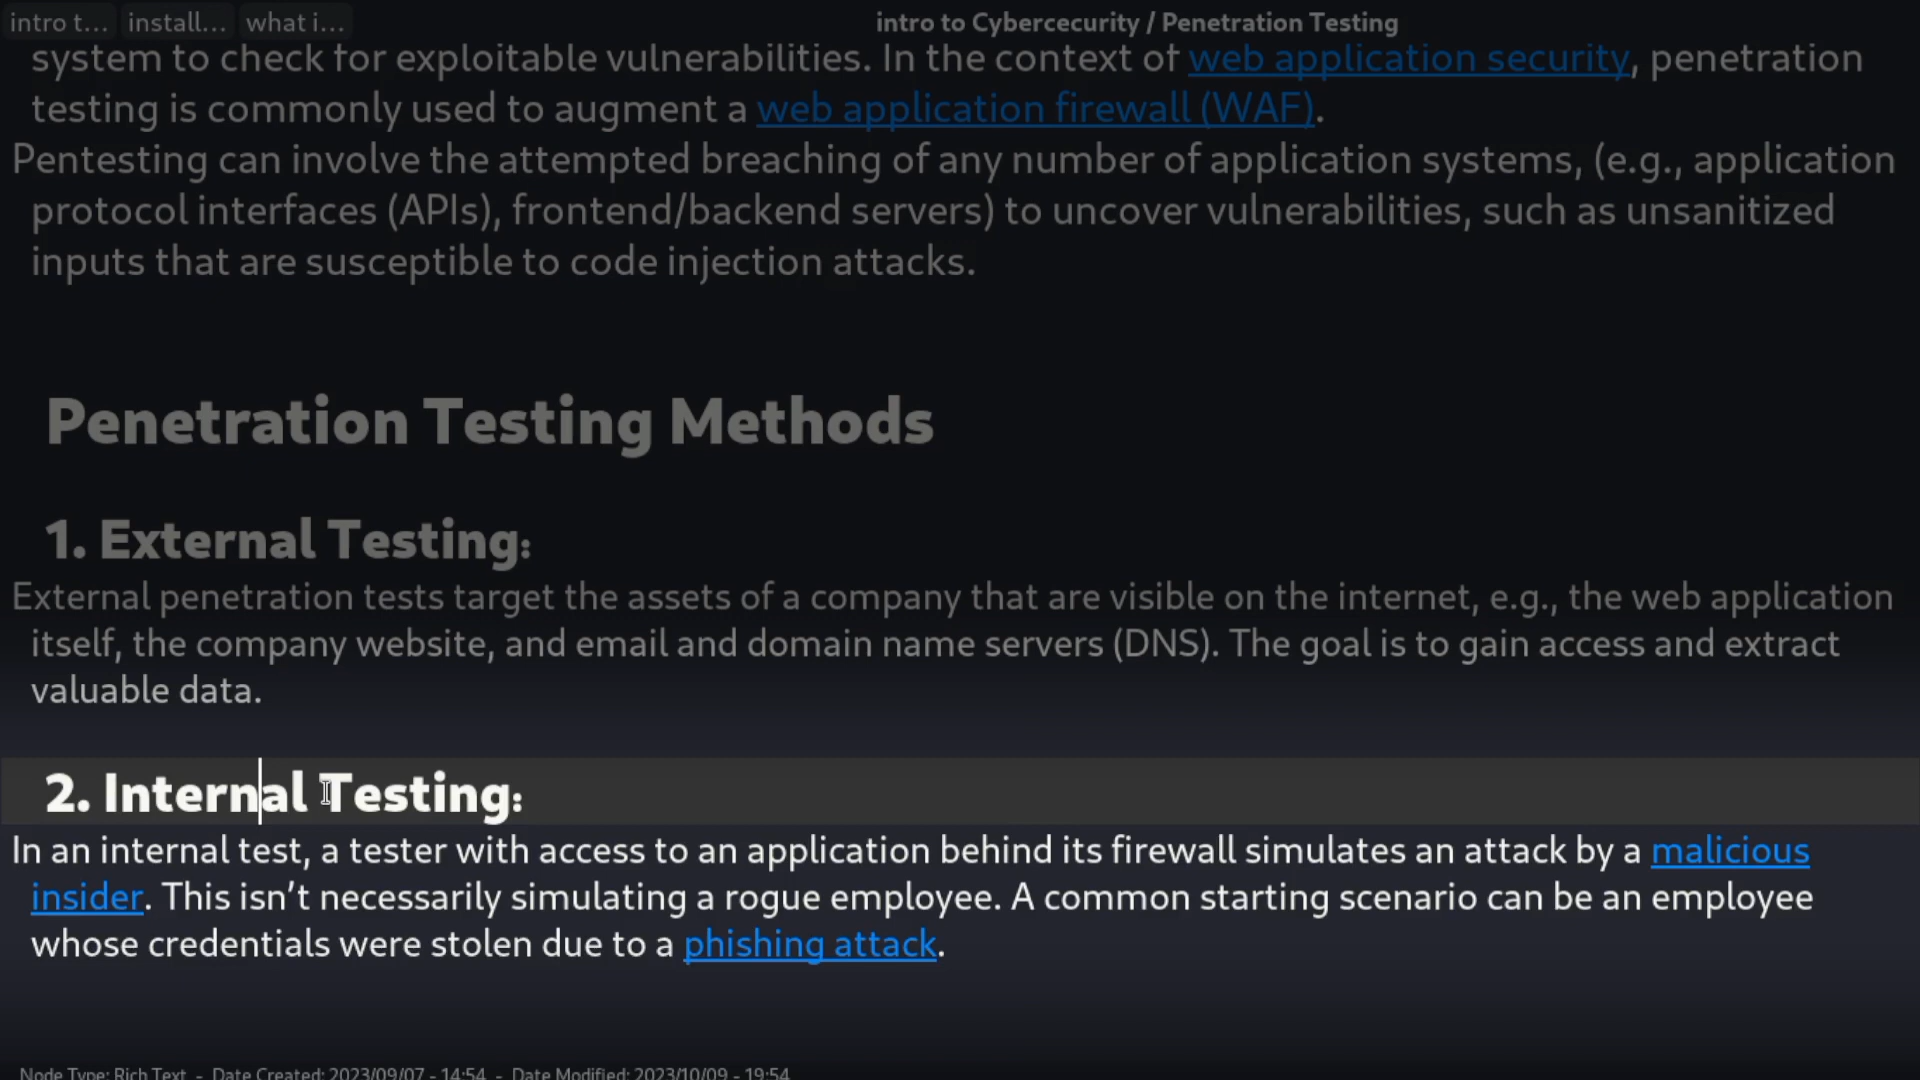 intro t... install... what i... intro to Cybercecurity / Penetration Testing
system to check for exploitable vulnerabilities. In the context of web application security, penetration
testing is commonly used to augment a web application firewall (WAF).
Pentesting can involve the attempted breaching of any number of application systems, (e.g., application
protocol interfaces (APIs), frontend/backend servers) to uncover vulnerabilities, such as unsanitized
inputs that are susceptible to code injection attacks.
Penetration Testing Methods
1. External Testing:
External penetration tests target the assets of a company that are visible on the internet, e.g., the web application
itself, the company website, and email and domain name servers (DNS). The goal is to gain access and extract
valuable data.
2. Internal Testing:
In an internal test, a tester with access to an application behind its firewall simulates an attack by a malicious
insider. This isn’t necessarily simulating a rogue employee. A common starting scenario can be an employee
whose credentials were stolen due to a phishing attack.
Node Type: Rich Text - Date Created: 2023/09/07 - 14:54 - Date Modified: 2023/10/09 - 19:54